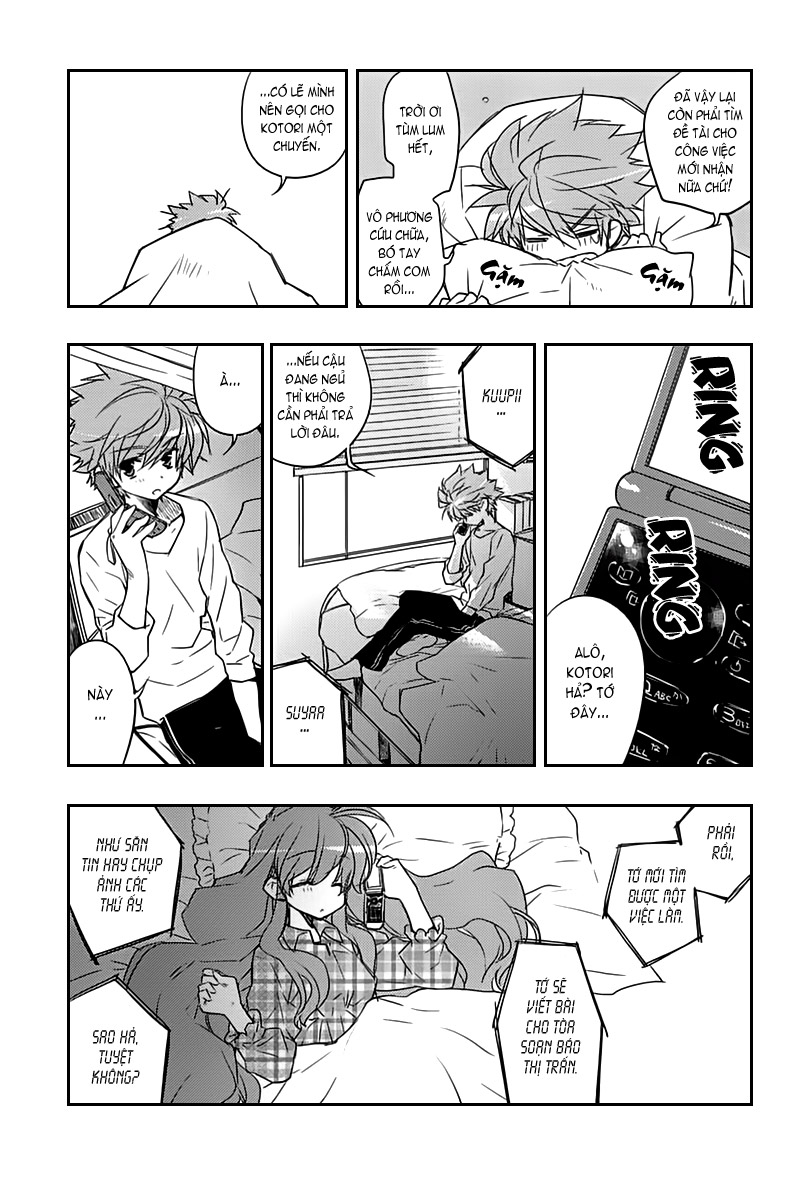 ĐÃ VẬY LẠI
CÒN PHẢI TÌM
ĐỀ TÀI CHO
CÔNG VIỆC
MỚI NHẬN
NỮA CHỨ!
TRỜI ƠI
TÙM LUM
HẾT,
VÔ PHƯƠNG
CỨU CHỮA,
BÓ TAY
CHẤM COM
RỒI...
GẶM
GẶM
...CÓ LẼ MÌNH
NÊN GỌI CHO
KOTORI MỘT
CHUYẾN.
RING
RING
ALÔ,
KOTORI
HẢ? TỚ
ĐÂY...
KUUPII
...
...NẾU CẬU
ĐANG NGỦ
THÌ KHÔNG
CẦN PHẢI TRẢ
LỜI ĐÂU.
SUYAA
...
À...
NÀY
...
PHẢI
RỒI,
TỚ MỚI TÌM
ĐƯỢC MỘT
VIỆC LÀM.
TỚ SẼ
VIẾT BÀI
CHO TÒA
SOẠN BÁO
THỊ TRẤN.
NHƯ SĂN
TIN HAY CHỤP
ẢNH CÁC
THỨ ẤY.
SAO HẢ,
TUYỆT
KHÔNG?